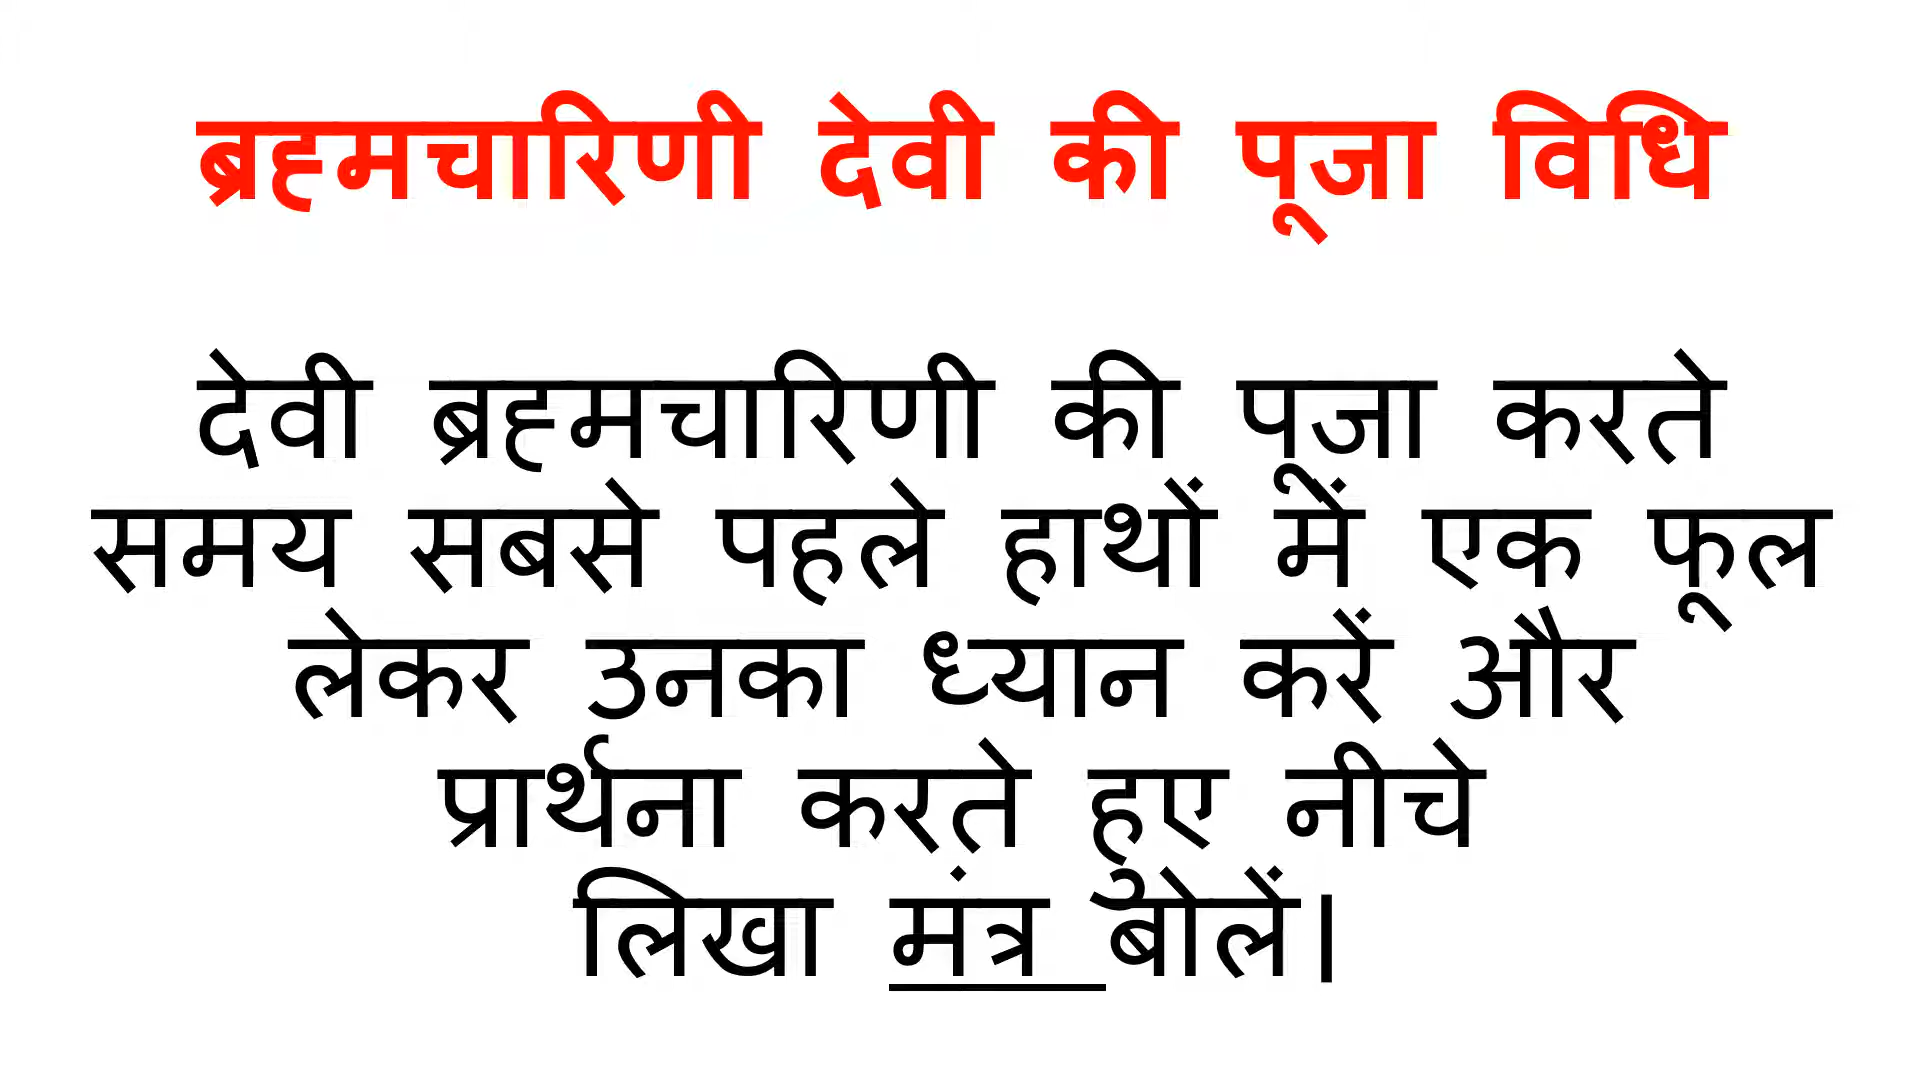 ब्रह्मचारिणी देवी की पूजा विधि
देवी ब्रह्मचारिणी की पूजा करते
समय सबसे पहले हाथों में एक फूल
लेकर उनका ध्यान करें और
प्रार्थना करते हुए नीचे
लिखा मंत्र बोलें।